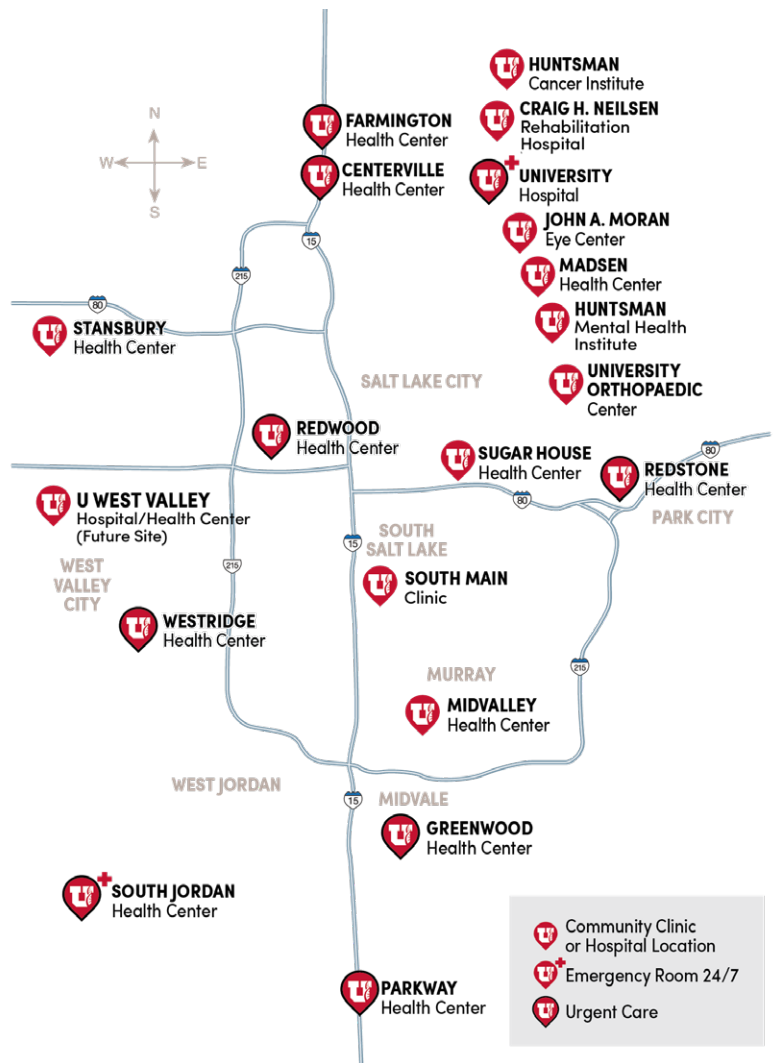 HUNTSMAN
Cancer Institute
CRAIG H. NEILSEN
Rehabilitation
Hospital
FARMINGTON
Health Center
N
W E
S
CENTERVILLE
Health Center
UNIVERSITY
Hospital
JOHN A. MORAN
Eye Center
15
215
MADSEN
Health Center
80
STANSBURY
Health Center
HUNTSMAN
Mental Health
Institute
SALT LAKE CITY
UNIVERSITY
ORTHOPAEDIC
Center
REDWOOD
Health Center
SUGAR HOUSE
Health Center
80
REDSTONE
Health Center
80
PARK CITY
U WEST VALLEY
Hospital/Health Center
(Future Site)
SOUTH
SALT LAKE
15
WEST
VALLEY
CITY
215
SOUTH MAIN
Clinic
WESTRIDGE
Health Center
215
MURRAY
MIDVALLEY
Health Center
WEST JORDAN
15
MIDVALE
GREENWOOD
Health Center
SOUTH JORDAN
Health Center
PARKWAY
Health Center
Community Clinic
or Hospital Location
Emergency Room 24/7
Urgent Care